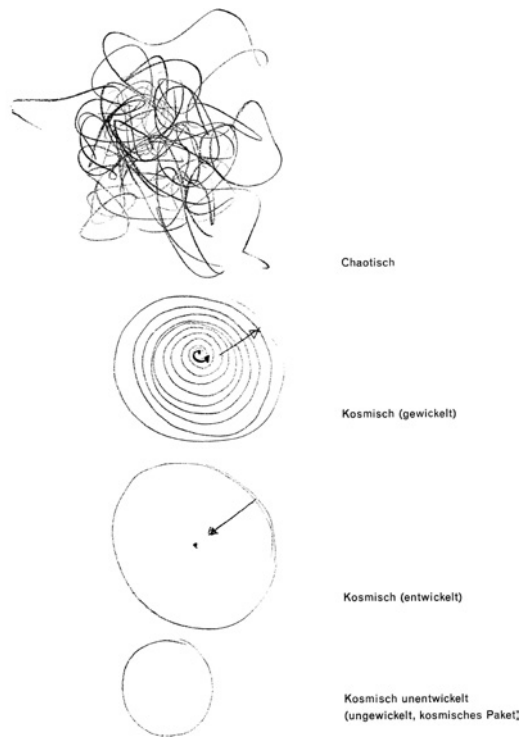 Chaotisch
Kosmisch (gewickelt)
Kosmisch (entwickelt)
Kosmisch unentwickelt
(ungewickelt, kosmisches Paket)